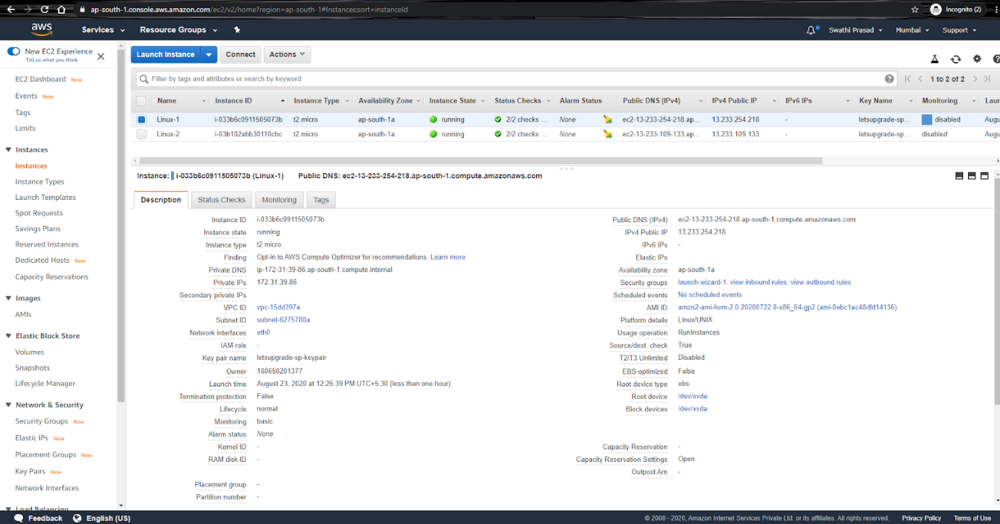 ap-south-1.console.aws.amazon.com/ec2/v2/home?region=ap-south-1#Instances:sort=instanceId Incognito (2)
aws Services Resource Groups Swathi Prasad Mumbai Support
New EC2 Experience
Tell us what you think
EC2 Dashboard New
Events New
Tags
Limits
Instances
Instances
Instance Types
Launch Templates
Spot Requests
Savings Plans
Reserved Instances
Dedicated Hosts New
Capacity Reservations
Images
AMIs
Elastic Block Store
Volumes
Snapshots
Lifecycle Manager
Network & Security
Security Groups New
Elastic IPs New
Placement Groups New
Key Pairs New
Network Interfaces
Load Balancing
Launch Instance Connect Actions
Filter by tags and attributes or search by keyword 1 to 2 of 2
Name Instance ID Instance Type Availability Zone Instance State Status Checks Alarm Status Public DNS (IPv4) IPv4 Public IP IPv6 IPs Key Name Monitoring Laun
Linux-1 i-033b6c0911505073b t2.micro ap-south-1a running 2/2 checks ... None ec2-13-233-254-218.ap... 13.233.254.218 - letsupgrade-sp... disabled Augu
Linux-2 i-03b102abb30110cbc t2.micro ap-south-1a running 2/2 checks ... None ec2-13-233-109-133.ap... 13.233.109.133 - letsupgrade-sp... disabled Augu
Instance: i-033b6c0911505073b (Linux-1) Public DNS: ec2-13-233-254-218.ap-south-1.compute.amazonaws.com
Description Status Checks Monitoring Tags
Instance ID i-033b6c0911505073b
Instance state running
Instance type t2.micro
Finding Opt-in to AWS Compute Optimizer for recommendations. Learn more
Private DNS ip-172-31-39-86.ap-south-1.compute.internal
Private IPs 172.31.39.86
Secondary private IPs
VPC ID vpc-15dd397e
Subnet ID subnet-6275780a
Network interfaces eth0
IAM role -
Key pair name letsupgrade-sp-keypair
Owner 160650201377
Launch time August 23, 2020 at 12:26:39 PM UTC+5:30 (less than one hour)
Termination protection False
Lifecycle normal
Monitoring basic
Alarm status None
Kernel ID -
RAM disk ID -
Placement group -
Partition number -
Public DNS (IPv4) ec2-13-233-254-218.ap-south-1.compute.amazonaws.com
IPv4 Public IP 13.233.254.218
IPv6 IPs -
Elastic IPs
Availability zone ap-south-1a
Security groups launch-wizard-1. view inbound rules. view outbound rules
Scheduled events No scheduled events
AMI ID amzn2-ami-hvm-2.0.20200722.0-x86_64-gp2 (ami-0ebc1ac48dfd14136)
Platform details Linux/UNIX
Usage operation RunInstances
Source/dest. check True
T2/T3 Unlimited Disabled
EBS-optimized False
Root device type ebs
Root device /dev/xvda
Block devices /dev/xvda
Capacity Reservation -
Capacity Reservation Settings Open
Outpost Arn -
Feedback English (US) © 2008 - 2020, Amazon Internet Services Private Ltd. or its affiliates. All rights reserved. Privacy Policy Terms of Use